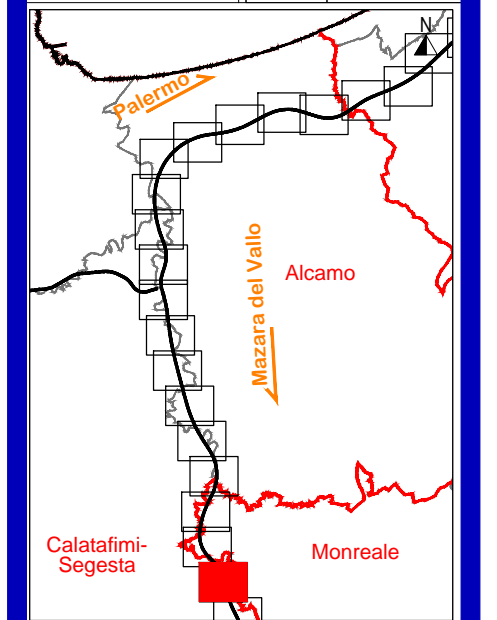 N
Palermo
Mazara del Vallo
Alcamo
Calatafimi-
Segesta
Monreale